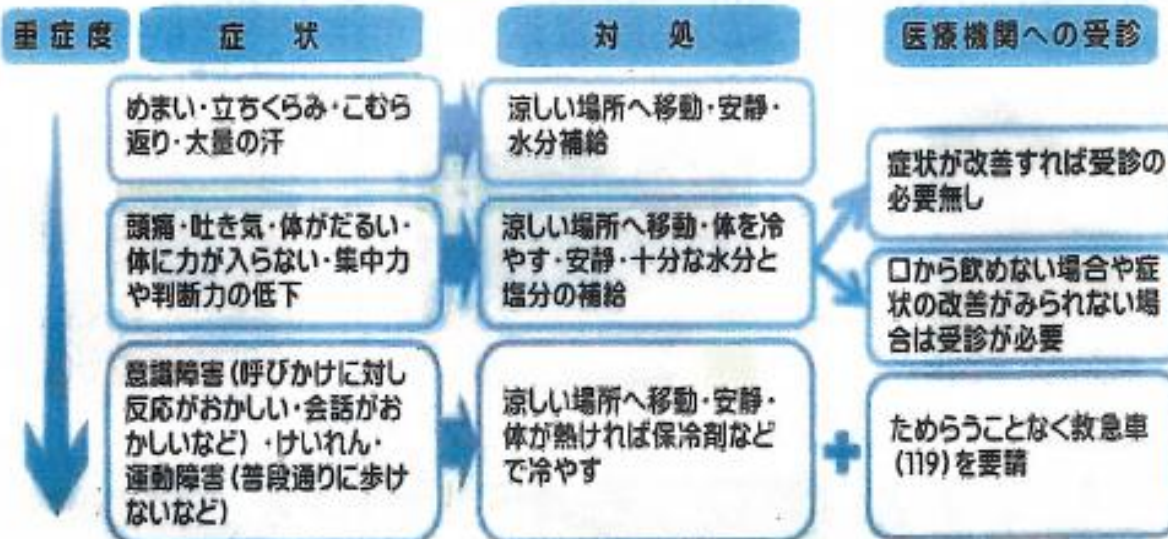 重症度
症 状
対 処
医療機関への受診
めまい・立ちくらみ・こむら
返り・大量の汗
涼しい場所へ移動・安静・
水分補給
頭痛・吐き気・体がだるい・
体に力が入らない・集中力
や判断力の低下
涼しい場所へ移動・体を冷
やす・安静・十分な水分と
塩分の補給
症状が改善すれば受診の
必要無し
口から飲めない場合や症
状の改善がみられない場
合は受診が必要
意識障害(呼びかけに対し
反応がおかしい・会話がお
かしいなど)・けいれん・
運動障害(普段通りに歩け
ないなど)
涼しい場所へ移動・安静・
体が熱ければ保冷剤など
で冷やす
+
ためらうことなく救急車
(119)を要請